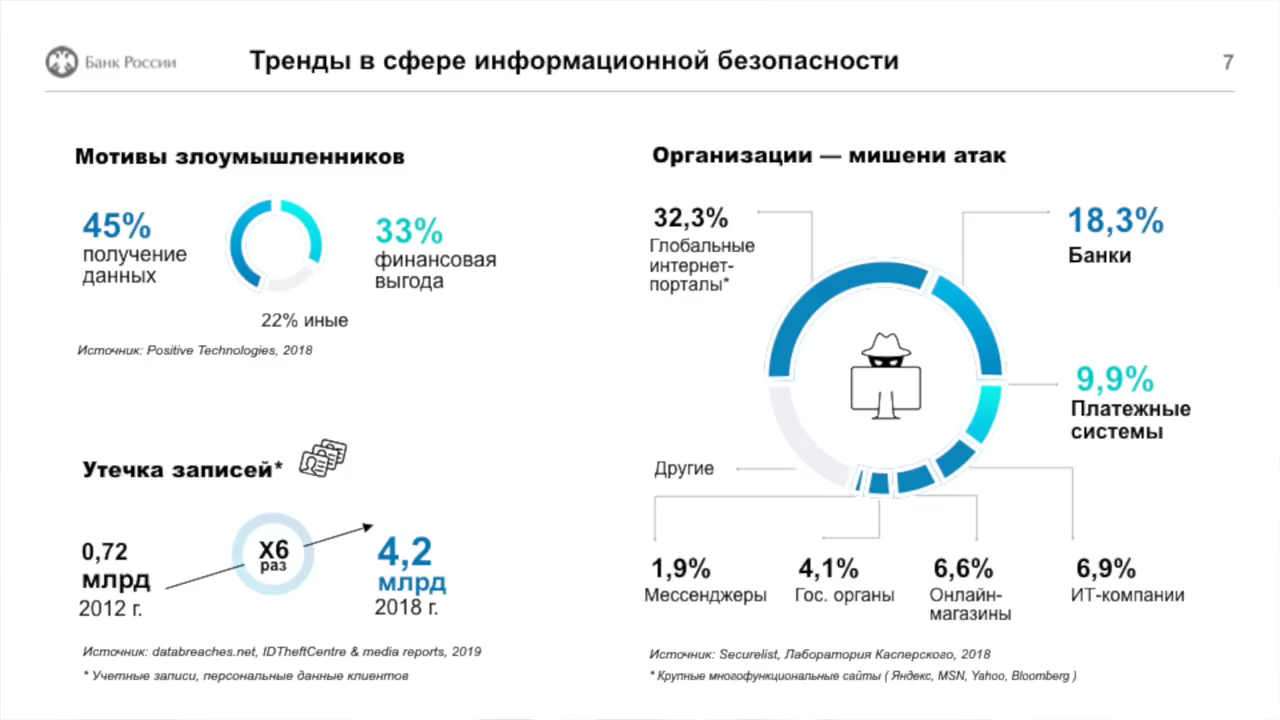 Банк России
Тренды в сфере информационной безопасности
7
Мотивы злоумышленников
45%
получение
данных
33%
финансовая
выгода
22% иные
Источник: Positive Technologies, 2018
Утечка записей*
0,72
млрд
2012 г.
X6
раз
4,2
млрд
2018 г.
Источник: databreaches.net, IDTheftCentre & media reports, 2019
* Учетные записи, персональные данные клиентов
Организации — мишени атак
32,3%
Глобальные
интернет-
порталы*
18,3%
Банки
9,9%
Платежные
системы
Другие
1,9%
Мессенджеры
4,1%
Гос. органы
6,6%
Онлайн-
магазины
6,9%
ИТ-компании
Источник: Securelist, Лаборатория Касперского, 2018
* Крупные многофункциональные сайты ( Яндекс, MSN, Yahoo, Bloomberg )